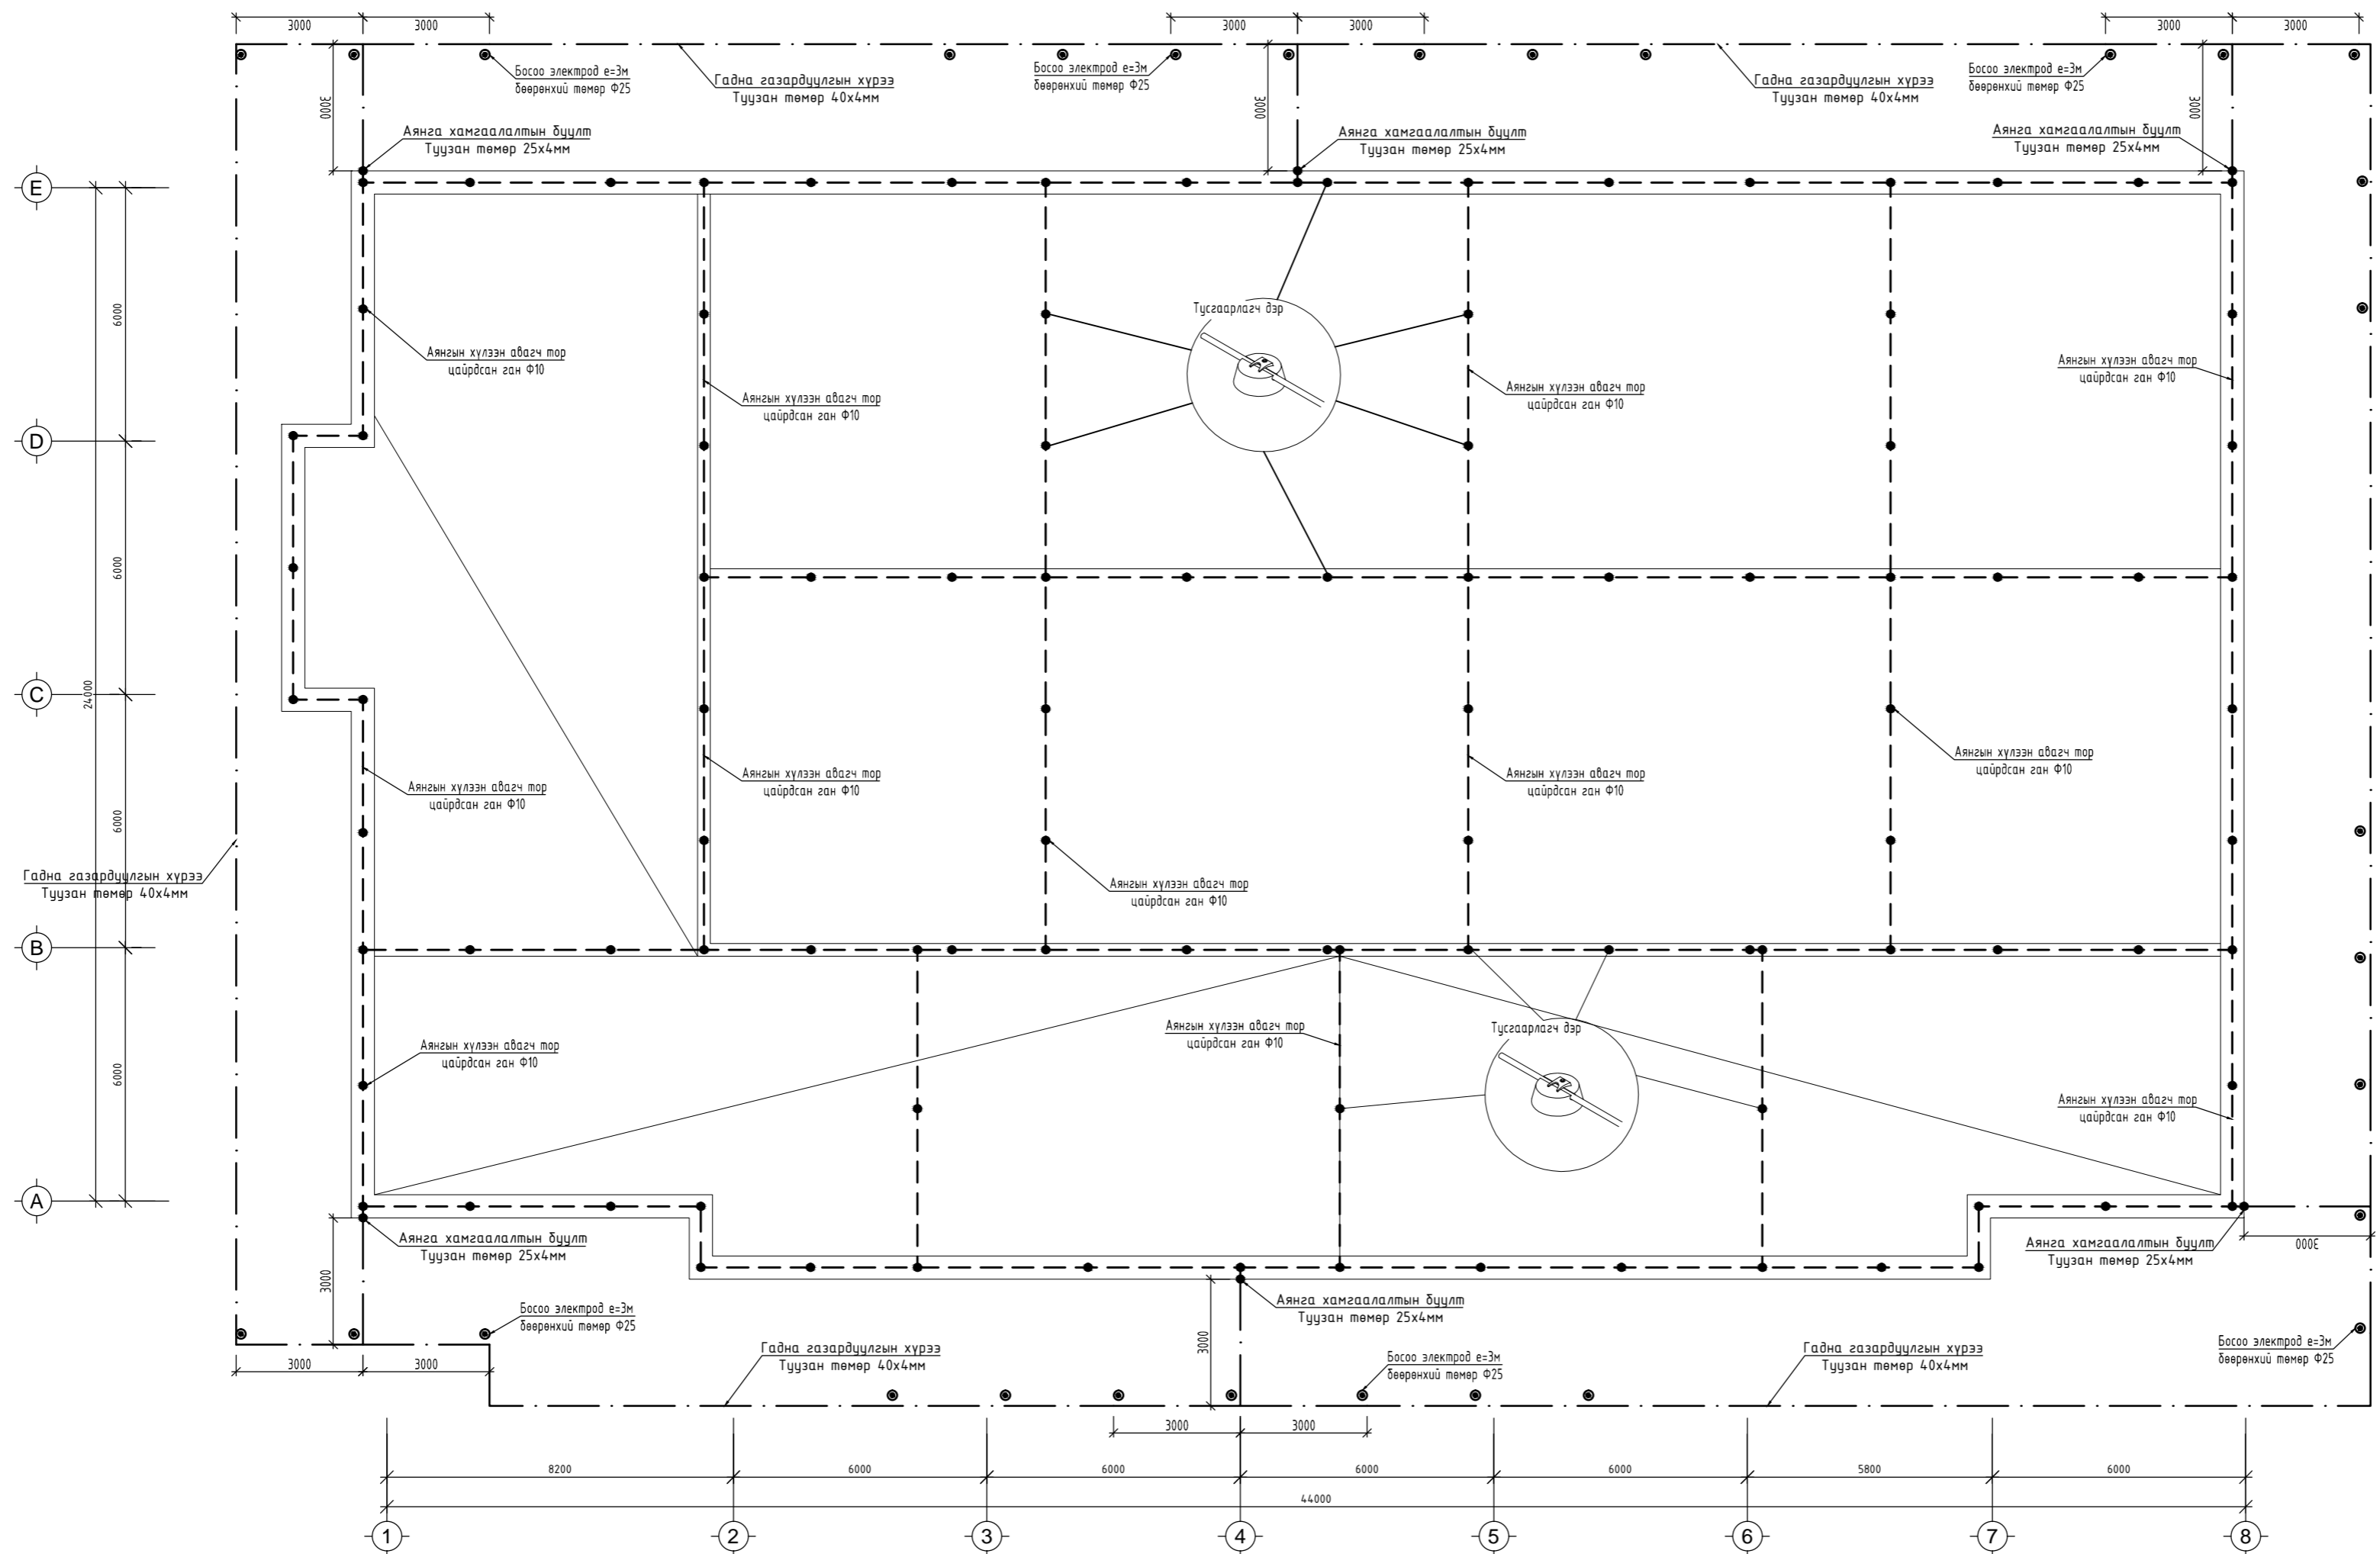 3000
3000
3000
3000
3000
3000
Босоо электрод е=3м
бөөрөнхий төмөр Ф25
Гадна газардуулгын хүрээ
Туузан төмөр 40х4мм
Босоо электрод е=3м
бөөрөнхий төмөр Ф25
Гадна газардуулгын хүрээ
Туузан төмөр 40х4мм
Босоо электрод е=3м
бөөрөнхий төмөр Ф25
3000
3000
3000
Аянга хамгаалалтын буулт
Туузан төмөр 25х4мм
Аянга хамгаалалтын буулт
Туузан төмөр 25х4мм
Аянга хамгаалалтын буулт
Туузан төмөр 25х4мм
E
6000
Тусгаарлагч дэр
Аянгын хүлээн авагч тор
цайрдсан ган Ф10
Аянгын хүлээн авагч тор
цайрдсан ган Ф10
Аянгын хүлээн авагч тор
цайрдсан ган Ф10
Аянгын хүлээн авагч тор
цайрдсан ган Ф10
D
6000
C
24000
Аянгын хүлээн авагч тор
цайрдсан ган Ф10
Аянгын хүлээн авагч тор
цайрдсан ган Ф10
Аянгын хүлээн авагч тор
цайрдсан ган Ф10
Аянгын хүлээн авагч тор
цайрдсан ган Ф10
6000
Гадна газардуулгын хүрээ
Туузан төмөр 40х4мм
Аянгын хүлээн авагч тор
цайрдсан ган Ф10
B
Аянгын хүлээн авагч тор
цайрдсан ган Ф10
Аянгын хүлээн авагч тор
цайрдсан ган Ф10
Тусгаарлагч дэр
6000
Аянгын хүлээн авагч тор
цайрдсан ган Ф10
A
Аянга хамгаалалтын буулт
Туузан төмөр 25х4мм
Аянга хамгаалалтын буулт
Туузан төмөр 25х4мм
3000
3000
Аянга хамгаалалтын буулт
Туузан төмөр 25х4мм
Босоо электрод е=3м
бөөрөнхий төмөр Ф25
3000
Гадна газардуулгын хүрээ
Туузан төмөр 40х4мм
Босоо электрод е=3м
бөөрөнхий төмөр Ф25
Гадна газардуулгын хүрээ
Туузан төмөр 40х4мм
Босоо электрод е=3м
бөөрөнхий төмөр Ф25
3000
3000
3000
3000
8200
6000
6000
6000
6000
5800
6000
44000
1
2
3
4
5
6
7
8